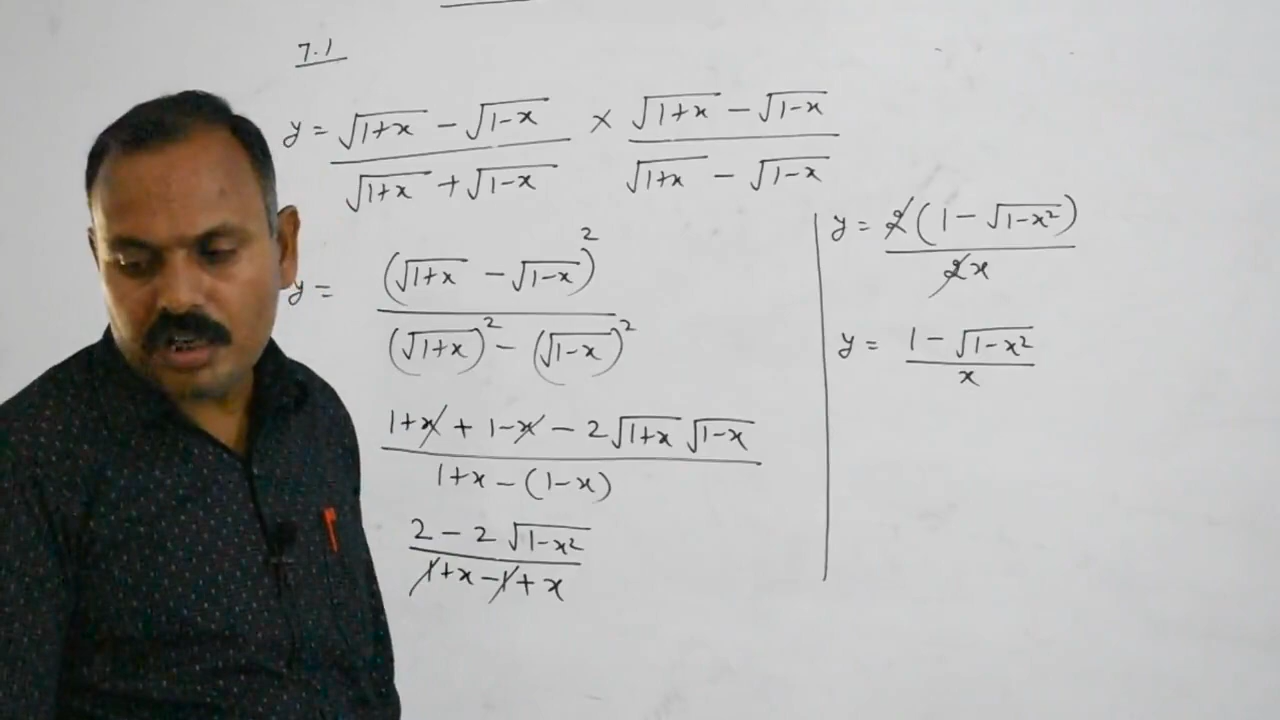 7.1
y = (√(1+x) − √(1−x)) / (√(1+x) + √(1−x)) × (√(1+x) − √(1−x)) / (√(1+x) − √(1−x))
y = (√(1+x) − √(1−x))² / ((√(1+x))² − (√(1−x))²)
(1+x + 1−x − 2√(1+x) √(1−x)) / (1+x − (1−x))
(2 − 2√(1−x²)) / (1+x−1+x)
y = 2(1 − √(1−x²)) / 2x
y = (1 − √(1−x²)) / x